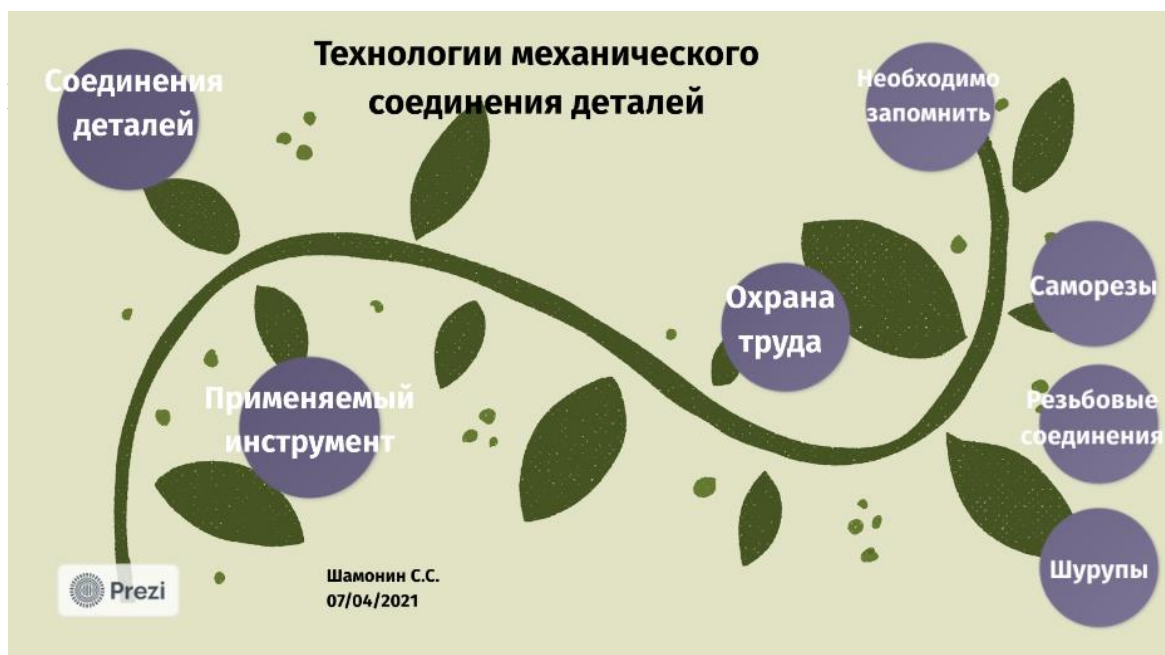 Технологии механического
соединения деталей
Соединения
деталей
Необходимо
запомнить
Саморезы
Охрана
труда
Резьбовые
соединения
Применяемый
инструмент
Шурупы
Шамонин С.С.
07/04/2021
Prezi